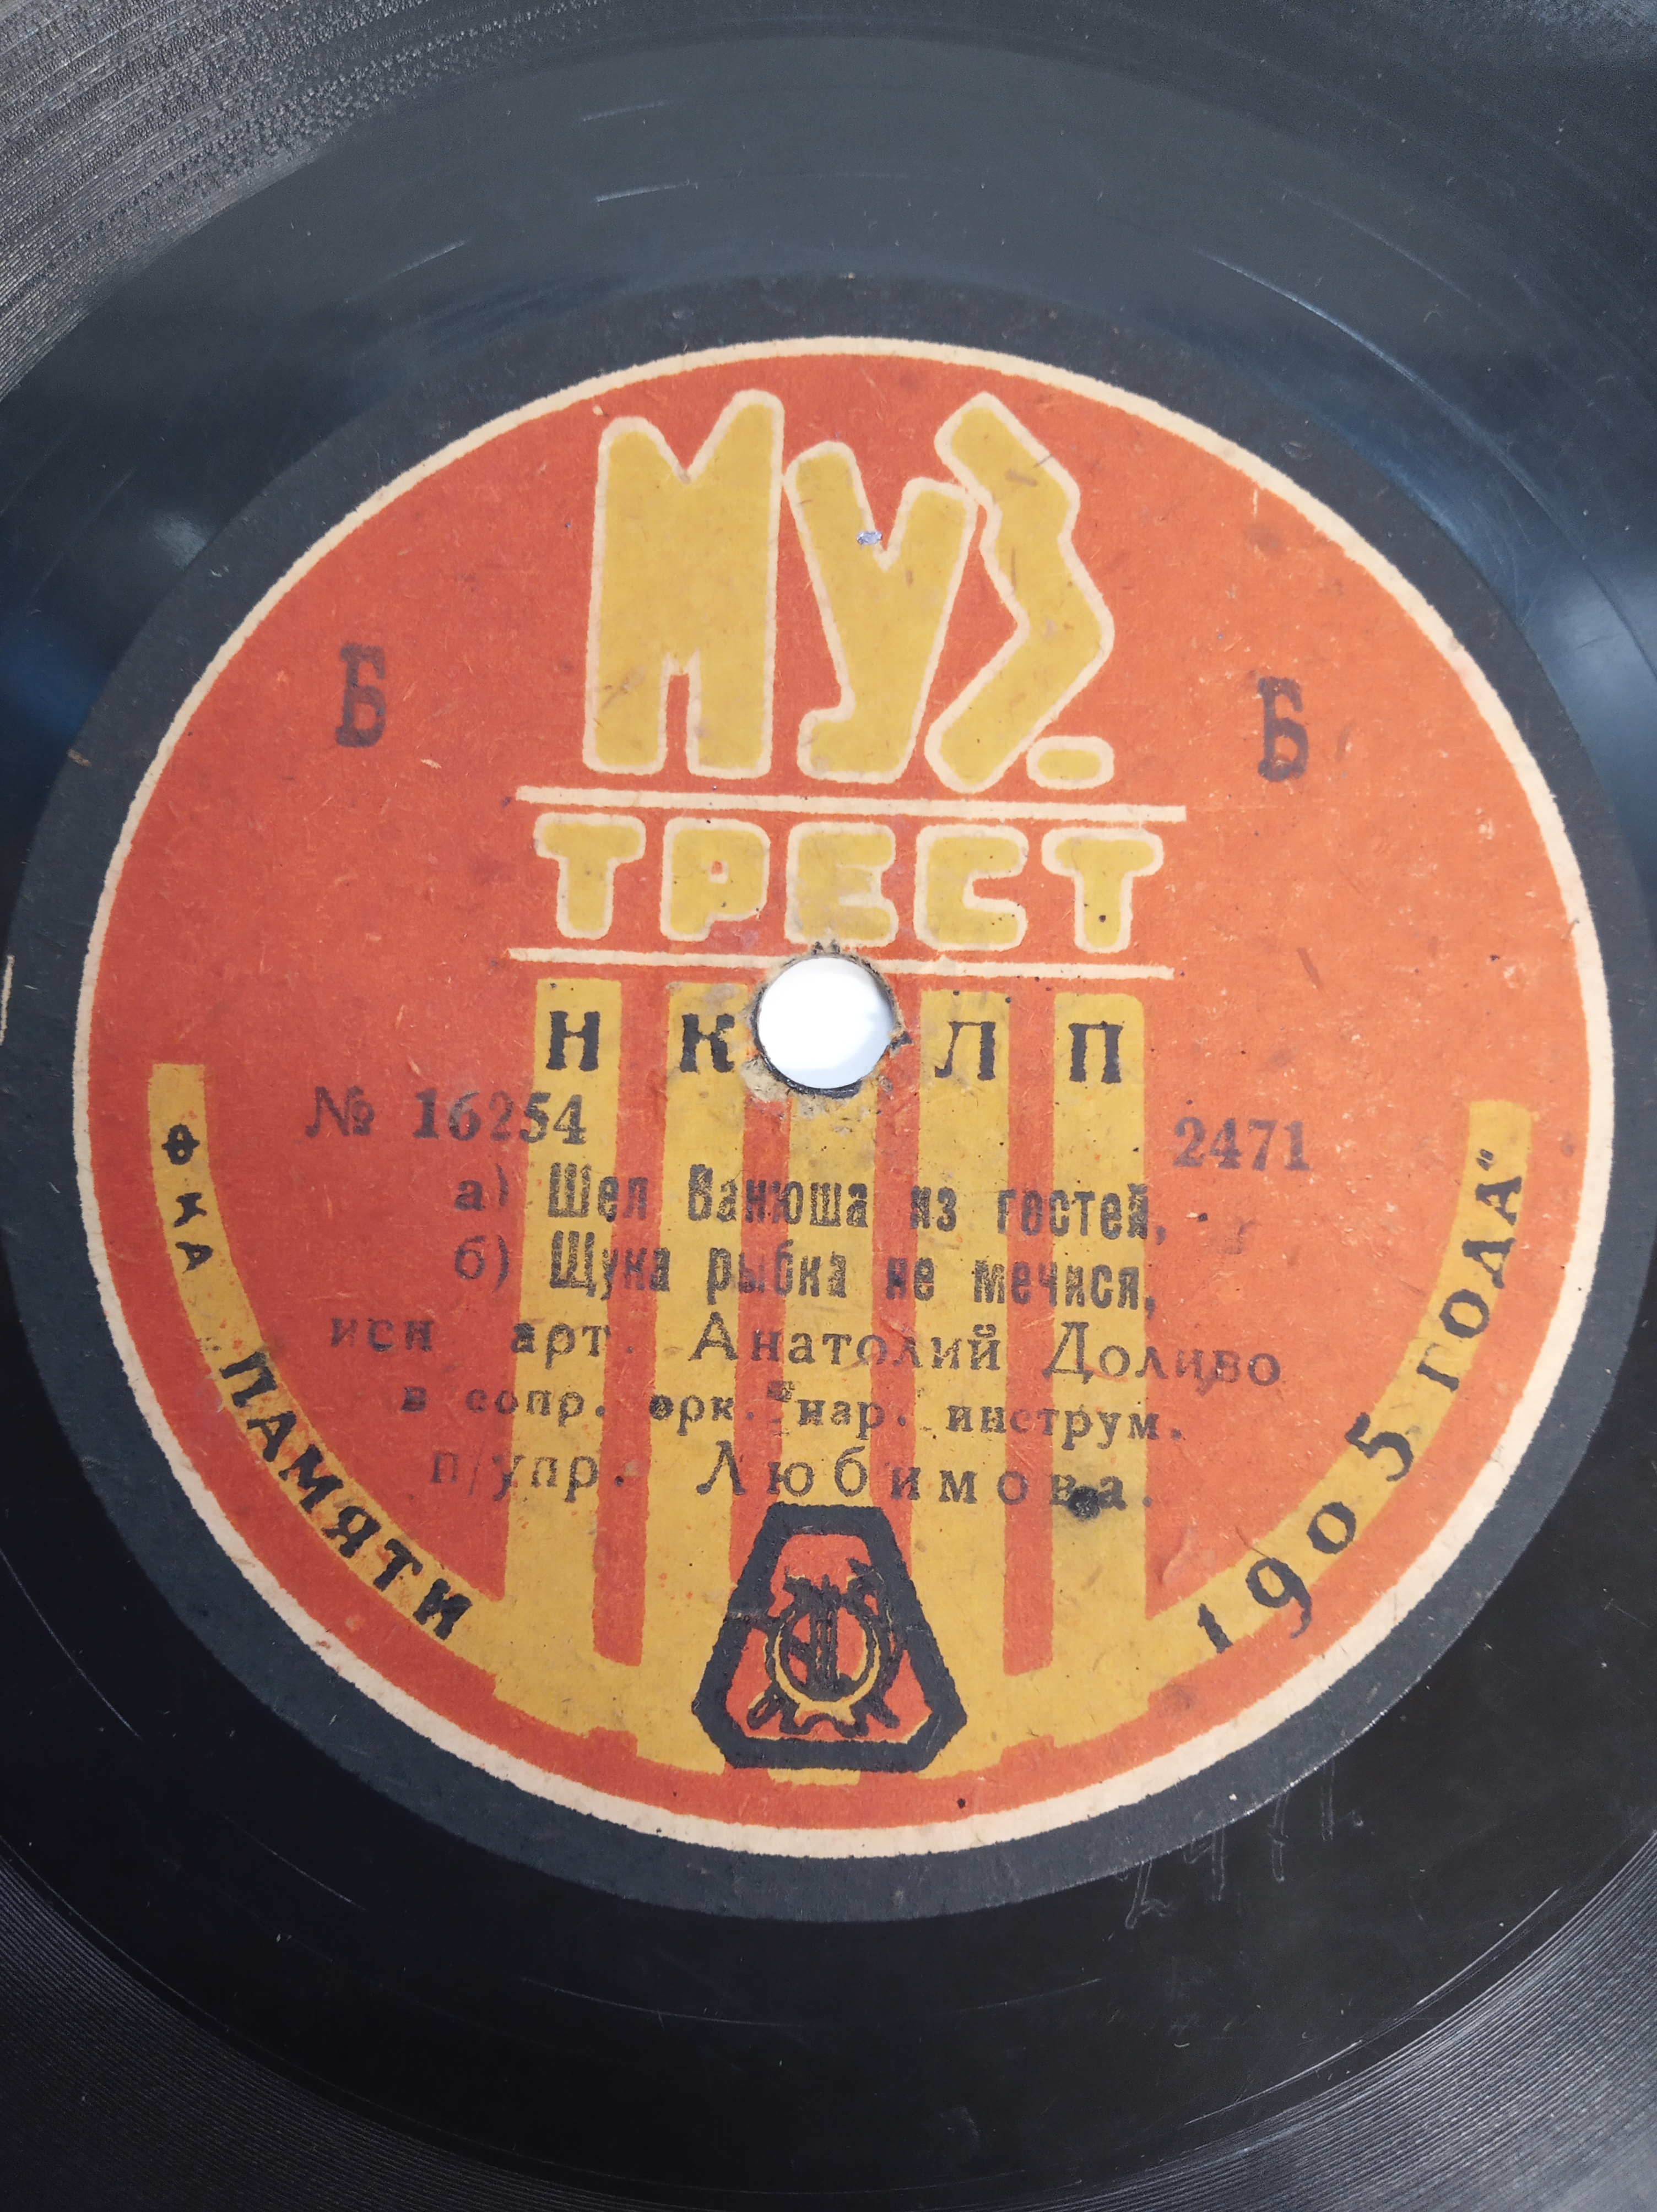 МУЗ.
ТРЕСТ
Б Б
Н К Л П
№ 16254 2471
а) Шел Ванюша из гостей,
б) Щука рыбка не мечися,
исп арт. Анатолий Доливо
в сопр. орк. нар. инструм.
п/упр. Любимова.
Ф-КА ПАМЯТИ 1905 ГОДА"
2471.